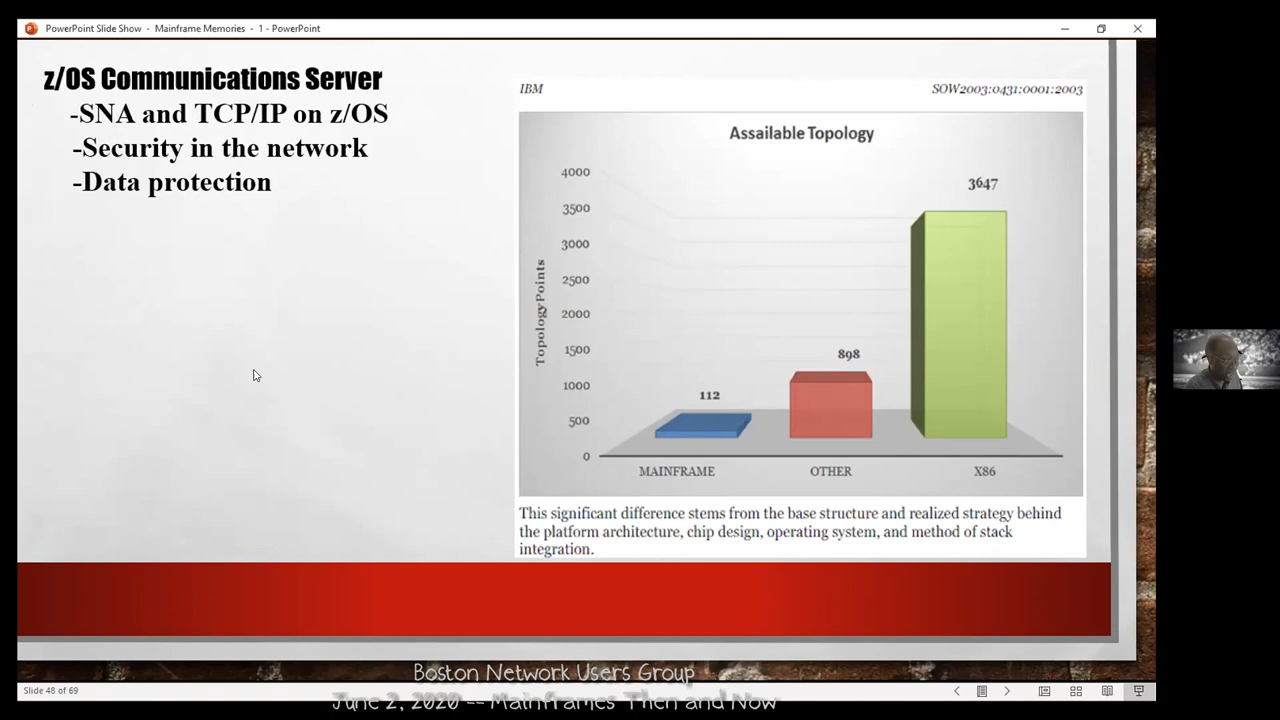 PowerPoint Slide Show - Mainframe Memories - 1 - PowerPoint
z/OS Communications Server
-SNA and TCP/IP on z/OS
-Security in the network
-Data protection
IBM
SOW2003:0431:0001:2003
Assailable Topology
Topology Points
4000
3500
3000
2500
2000
1500
1000
500
0
112
898
3647
MAINFRAME
OTHER
X86
This significant difference stems from the base structure and realized strategy behind
the platform architecture, chip design, operating system, and method of stack
integration.
Boston Network Users Group
June 2, 2020 -- Mainframes Then and Now
Slide 48 of 69